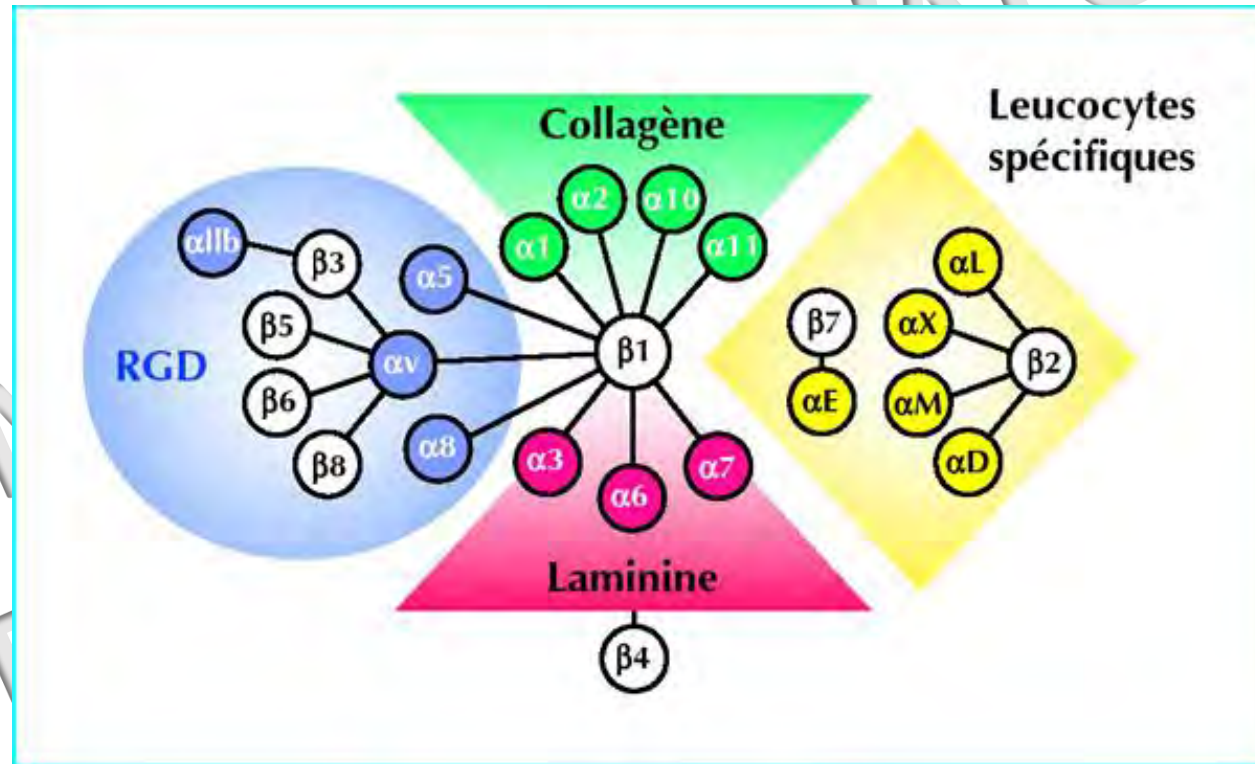 Collagène
Leucocytes
spécifiques
α2
α10
αIIb
β3
α5
α1
α11
αL
β5
αv
β1
β7
αX
β2
RGD
β6
αE
αM
β8
α8
α3
α6
α7
αD
Laminine
β4